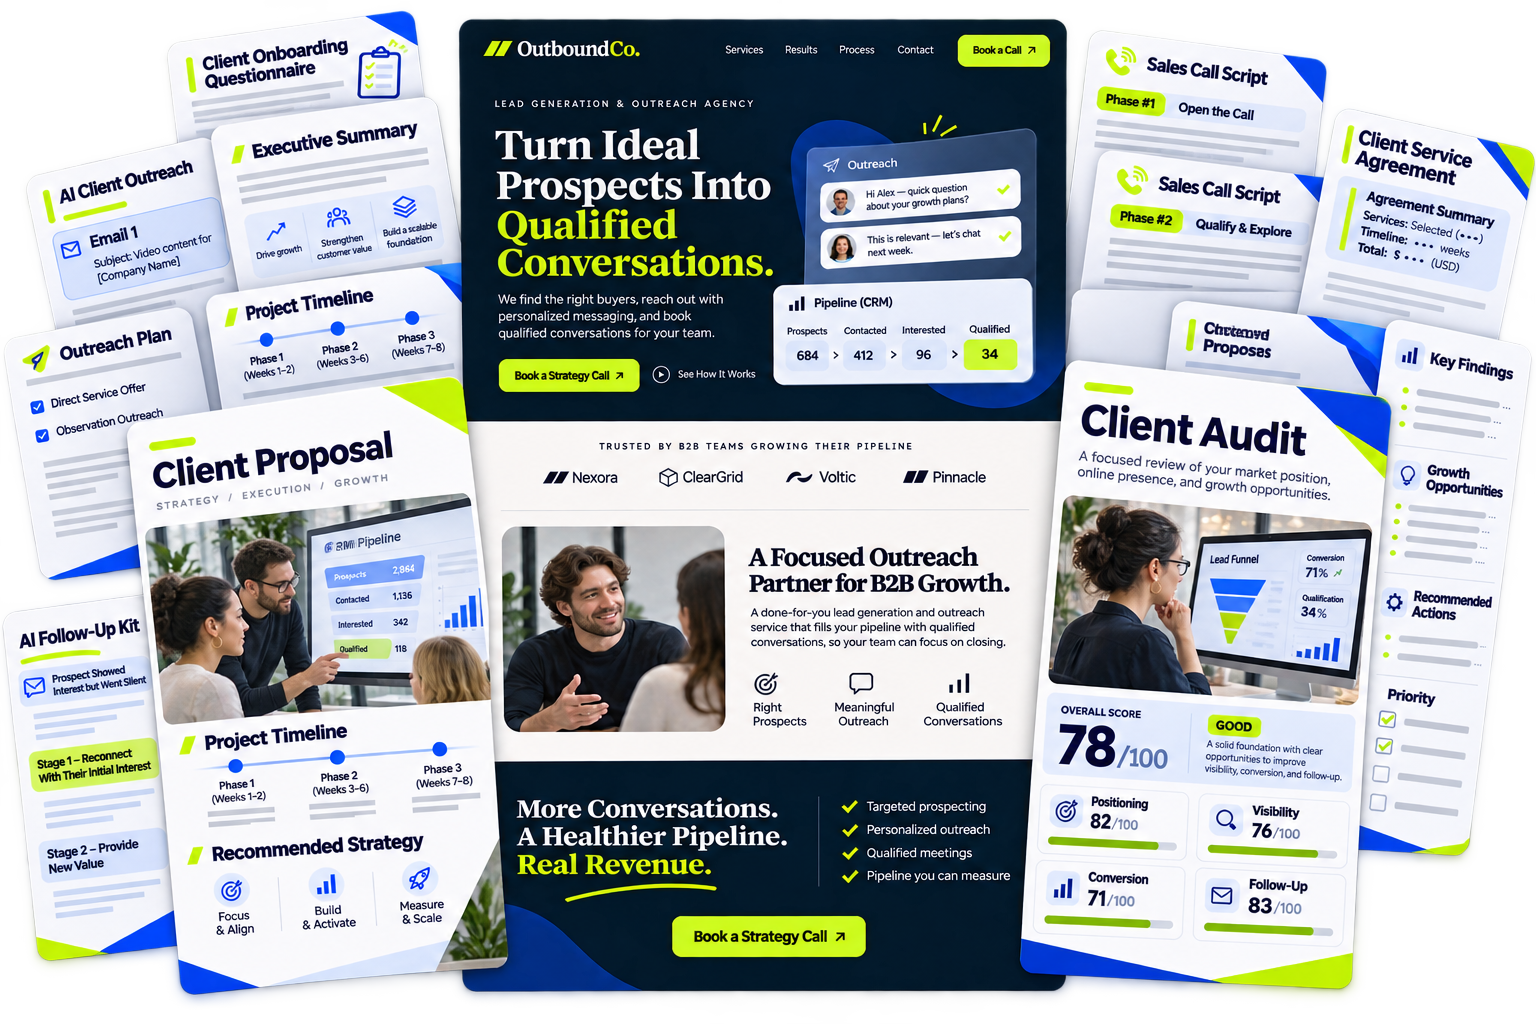 Client Onboarding
Questionnaire
Executive Summary
Drive growth
Strengthen
customer value
Build a scalable
foundation
AI Client Outreach
Email 1
Subject: Video content for
[Company Name]
Project Timeline
Phase 1
(Weeks 1–2)
Phase 2
(Weeks 3–6)
Phase 3
(Weeks 7–8)
Outreach Plan
Direct Service Offer
Observation Outreach
Client Proposal
STRATEGY / EXECUTION / GROWTH
Pipeline
Prospects 2,864
Contacted 1,136
Interested 342
Qualified 118
Project Timeline
Phase 1
(Weeks 1–2)
Phase 2
(Weeks 3–6)
Phase 3
(Weeks 7–8)
Recommended Strategy
Focus
& Align
Build
& Activate
Measure
& Scale
AI Follow-Up Kit
Prospect Showed
Interest but Went Silent
Stage 1 – Reconnect
With Their Initial Interest
Stage 2 – Provide
New Value
OutboundCo.
Services Results Process Contact Book a Call ↗
LEAD GENERATION & OUTREACH AGENCY
Turn Ideal
Prospects Into
Qualified
Conversations.
We find the right buyers, reach out with
personalized messaging, and book
qualified conversations for your team.
Book a Strategy Call ↗ See How It Works
Outreach
Hi Alex — quick question
about your growth plans?
This is relevant — let's chat
next week.
Pipeline (CRM)
Prospects Contacted Interested Qualified
684 > 412 > 96 > 34
TRUSTED BY B2B TEAMS GROWING THEIR PIPELINE
Nexora ClearGrid Voltic Pinnacle
A Focused Outreach
Partner for B2B Growth.
A done-for-you lead generation and outreach
service that fills your pipeline with qualified
conversations, so your team can focus on closing.
Right
Prospects
Meaningful
Outreach
Qualified
Conversations
More Conversations.
A Healthier Pipeline.
Real Revenue.
Targeted prospecting
Personalized outreach
Qualified meetings
Pipeline you can measure
Book a Strategy Call ↗
Sales Call Script
Phase #1 Open the Call
Sales Call Script
Phase #2 Qualify & Explore
Client Service
Agreement
Agreement Summary
Services: Selected (•••)
Timeline: ••• weeks
Total: $ ••• (USD)
Client Audit
A focused review of your market position,
online presence, and growth opportunities.
Lead Funnel
Conversion
71%
Qualification
34%
OVERALL SCORE
78/100
GOOD
A solid foundation with clear
opportunities to improve
visibility, conversion, and follow-up.
Positioning
82/100
Visibility
76/100
Conversion
71/100
Follow-Up
83/100
Key Findings
Growth
Opportunities
Recommended
Actions
Priority